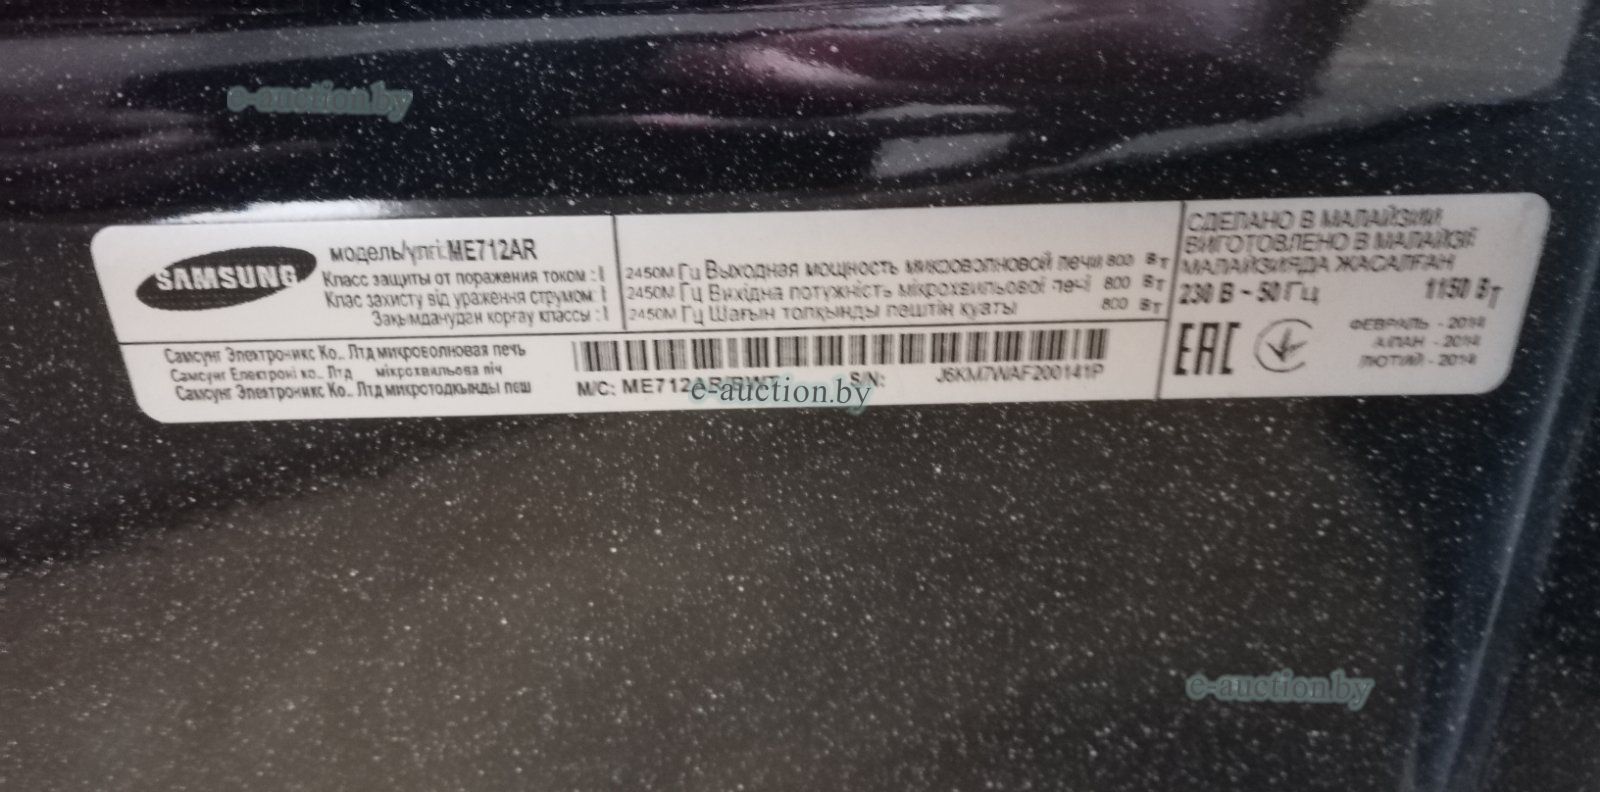 e-auction.by
SAMSUNG
модель/үлгі:ME712AR
Класс защиты от поражения током : I
Клас захисту від ураження струмом: I
Зақымданудан қорғау классы : I
2450М Гц Выходная мощность микроволновой печи 800 Вт
2450М Гц Вихідна потужність мікрохвильової печі 800 Вт
2450М Гц Шағын толқынды пештің қуаты 800 Вт
СДЕЛАНО В МАЛАЙЗИИ
ВИГОТОВЛЕНО В МАЛАЙЗІЇ
МАЛАЙЗИЯДА ЖАСАЛҒАН
230 В ~ 50 Гц 1150 Вт
EAC
ФЕВРАЛЬ - 2014
АҚПАН - 2014
ЛЮТИЙ - 2014
Самсунг Электроникс Ко., Лтд микроволновая печь
Самсунг Електроні ко., Лтд мікрохвильова піч
Самсунг Электроникс Ко., Лтд микротолқынды пеш
M/C: ME712AR S/N: J6KM7WAF200141P
e-auction.by
e-auction.by